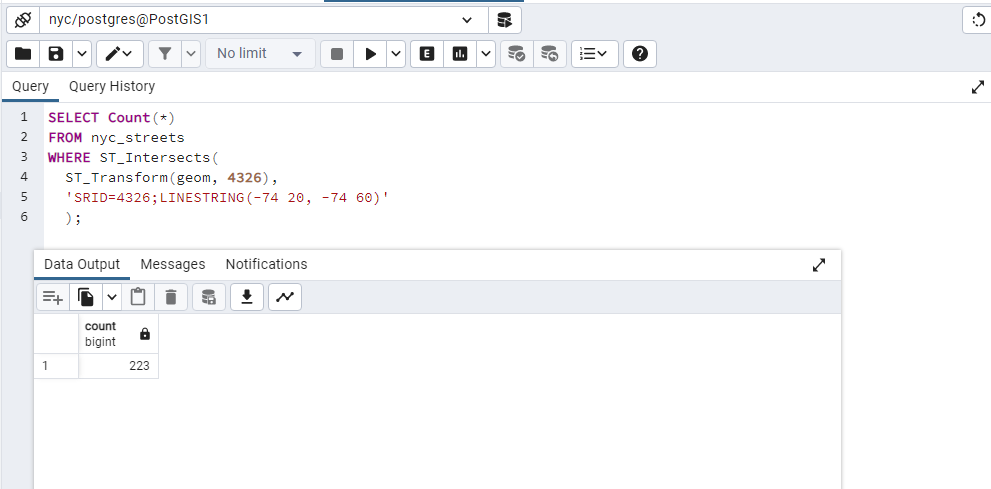 nyc/postgres@PostGIS1
No limit
E
Query Query History
1 SELECT Count(*)
2 FROM nyc_streets
3 WHERE ST_Intersects(
4 ST_Transform(geom, 4326),
5 'SRID=4326;LINESTRING(-74 20, -74 60)'
6 );
Data Output Messages Notifications
count
bigint
1 223